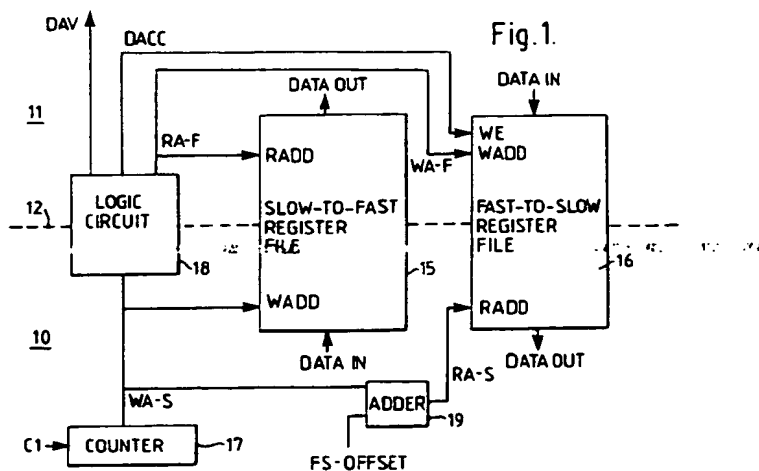 Fig.1.
DAV
DACC
DATA OUT
DATA IN
11
RA-F
RADD
WA-F
WE
WADD
LOGIC
CIRCUIT
12
SLOW-TO-FAST
REGISTER
FILE
FAST-TO-SLOW
REGISTER
FILE
18
15
16
WADD
RADD
10
DATA IN
DATA OUT
WA-S
RA-S
ADDER
19
C1
COUNTER
17
FS-OFFSET